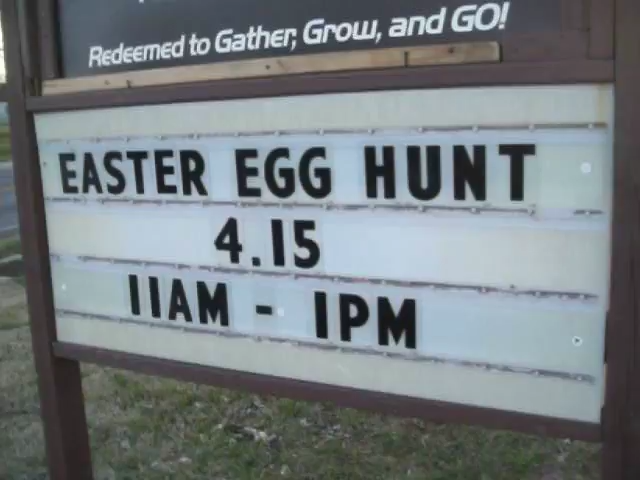 Redeemed to Gather, Grow, and GO!
EASTER EGG HUNT
4.15
11AM - 1PM